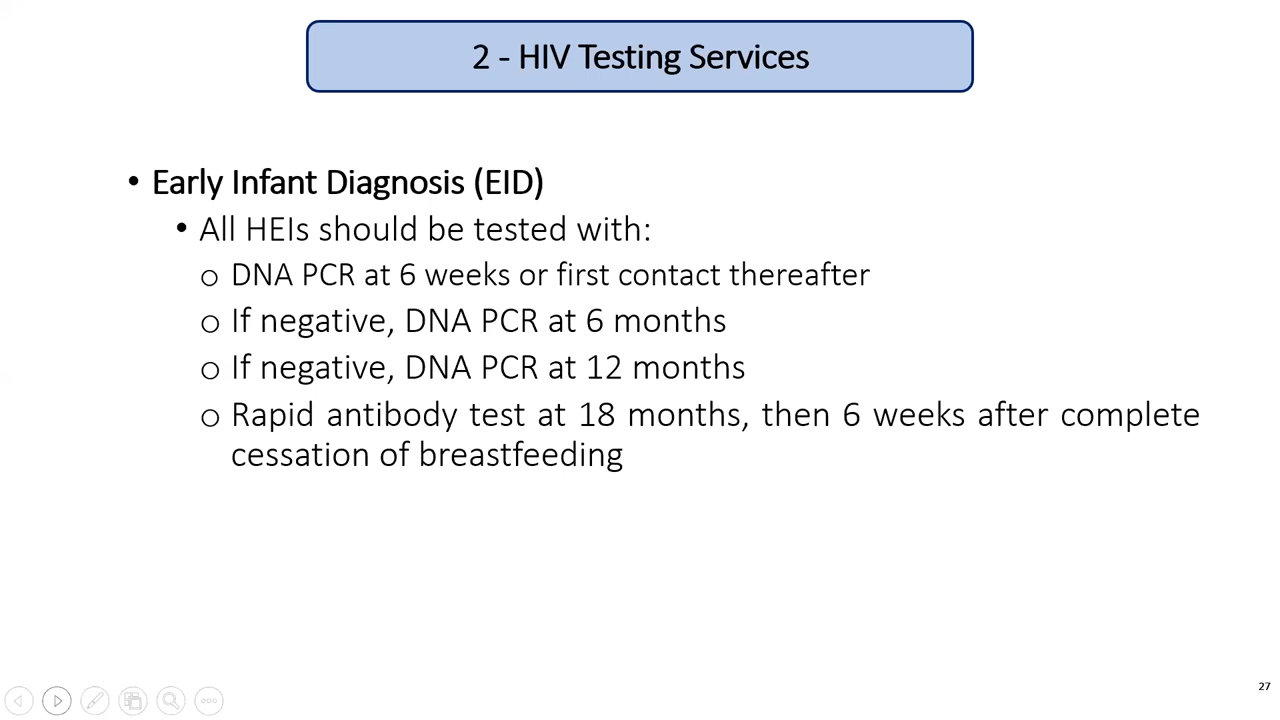 2 - HIV Testing Services
• Early Infant Diagnosis (EID)
• All HEIs should be tested with:
o DNA PCR at 6 weeks or first contact thereafter
o If negative, DNA PCR at 6 months
o If negative, DNA PCR at 12 months
o Rapid antibody test at 18 months, then 6 weeks after complete
cessation of breastfeeding
27